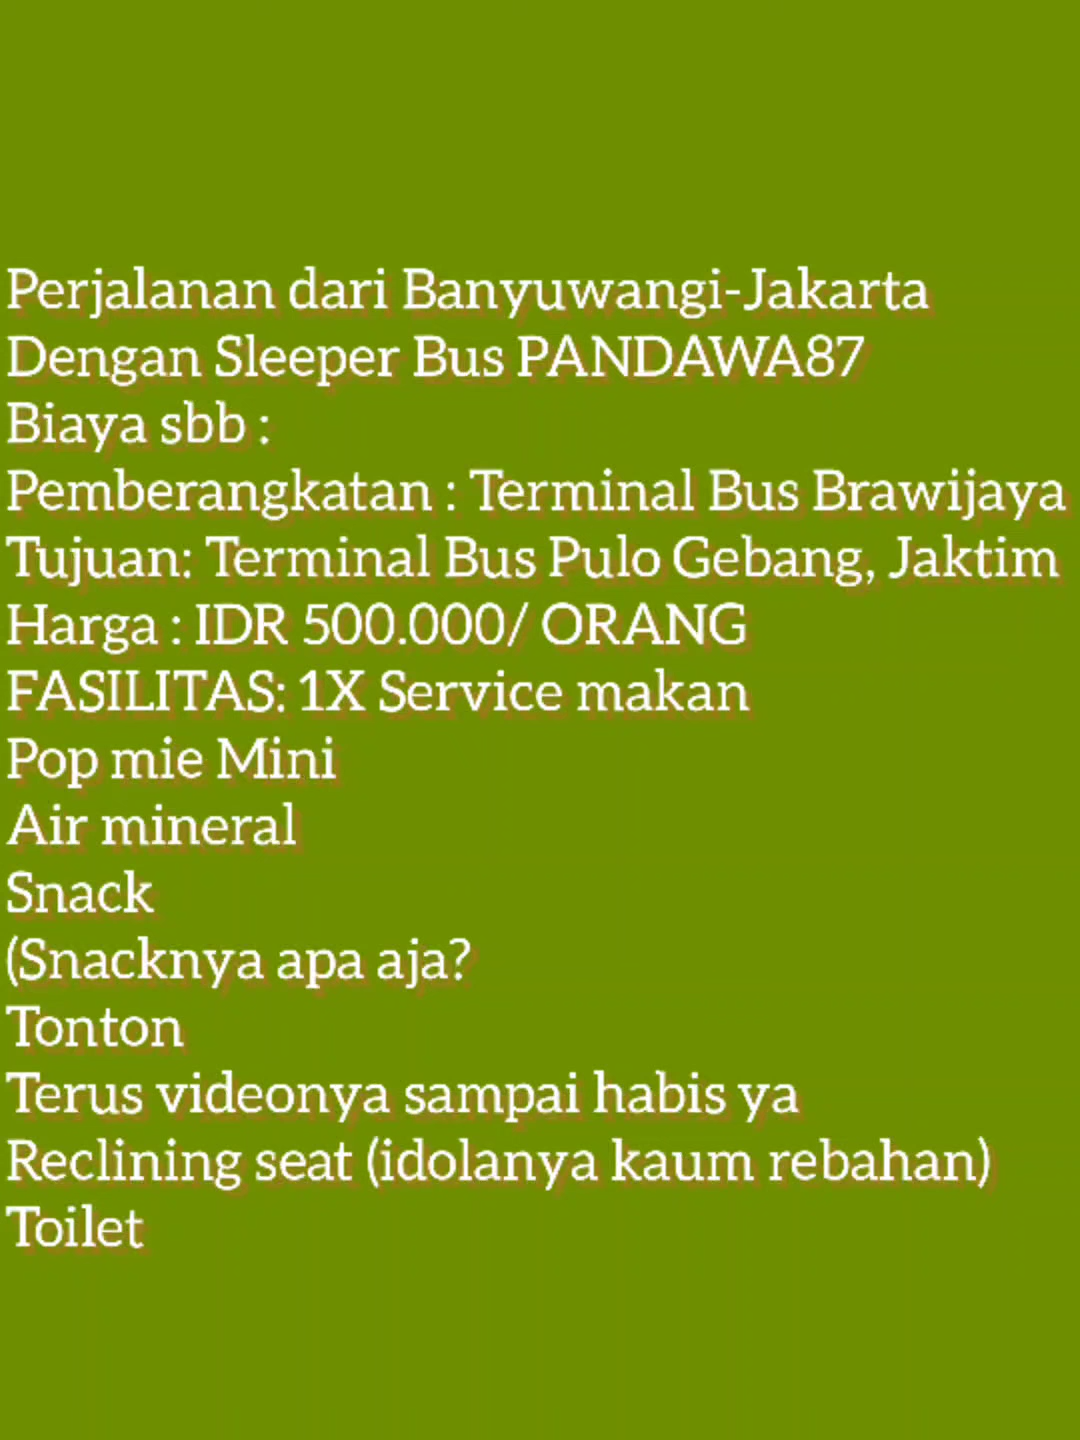 Perjalanan dari Banyuwangi-Jakarta
Dengan Sleeper Bus PANDAWA87
Biaya sbb :
Pemberangkatan : Terminal Bus Brawijaya
Tujuan: Terminal Bus Pulo Gebang, Jaktim
Harga : IDR 500.000/ ORANG
FASILITAS: 1X Service makan
Pop mie Mini
Air mineral
Snack
(Snacknya apa aja?
Tonton
Terus videonya sampai habis ya
Reclining seat (idolanya kaum rebahan)
Toilet